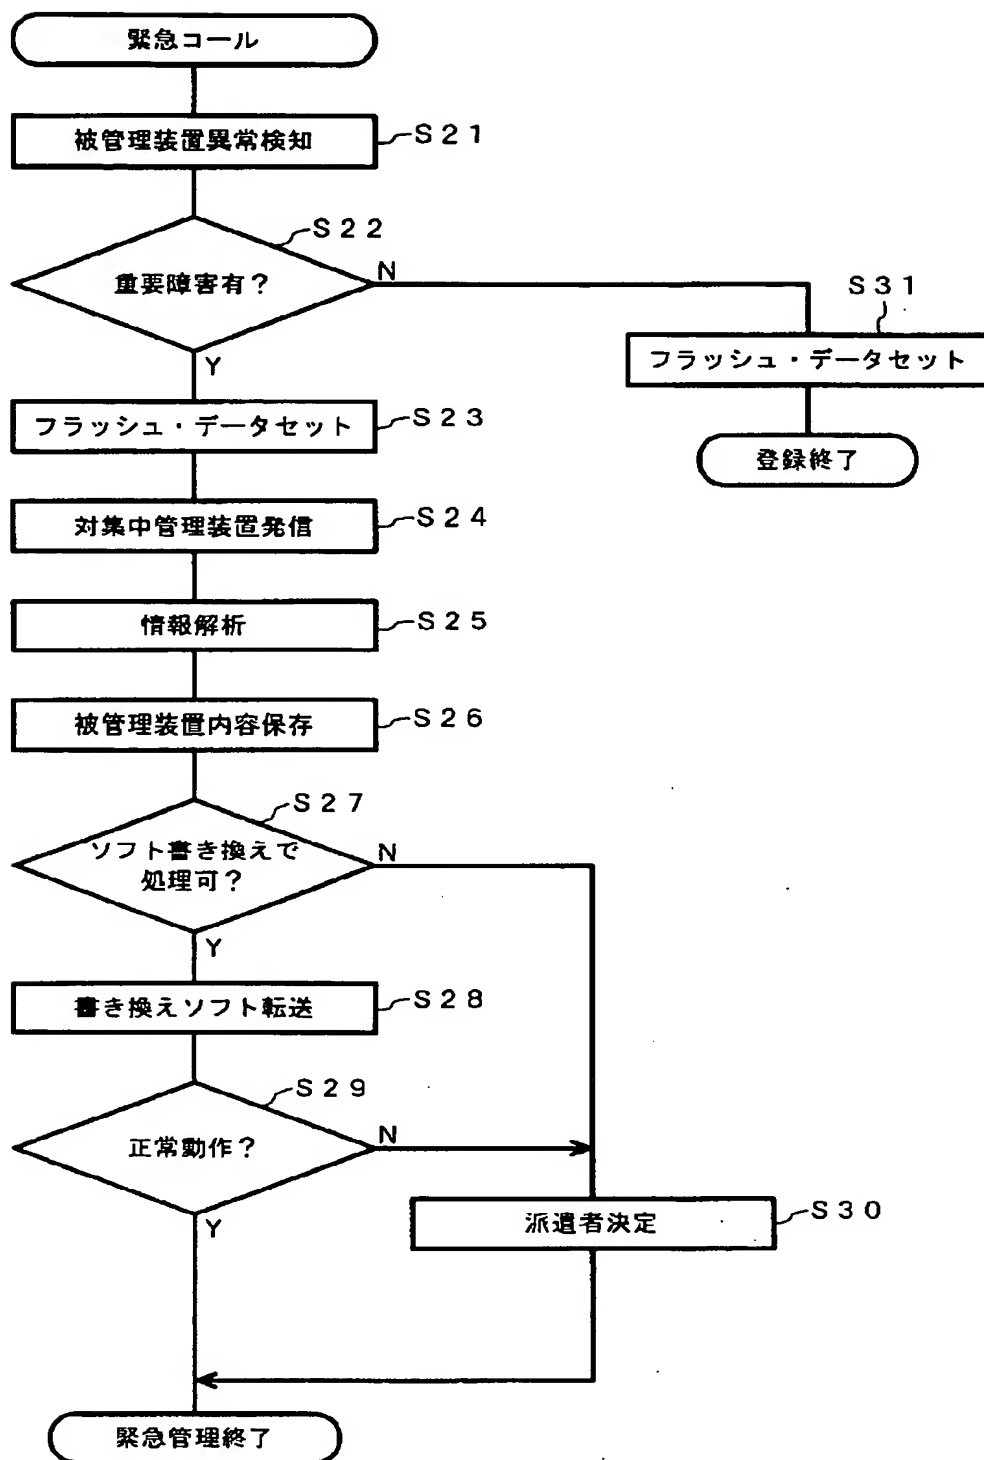 緊急コール
被管理装置異常検知
S21
S22
重要障害有?
N
Y
S31
フラッシュ・データセット
登録終了
フラッシュ・データセット
S23
対集中管理装置発信
S24
情報解析
S25
被管理装置内容保存
S26
S27
ソフト書き換えで
処理可?
N
Y
書き換えソフト転送
S28
S29
正常動作?
N
Y
派遣者決定
S30
緊急管理終了